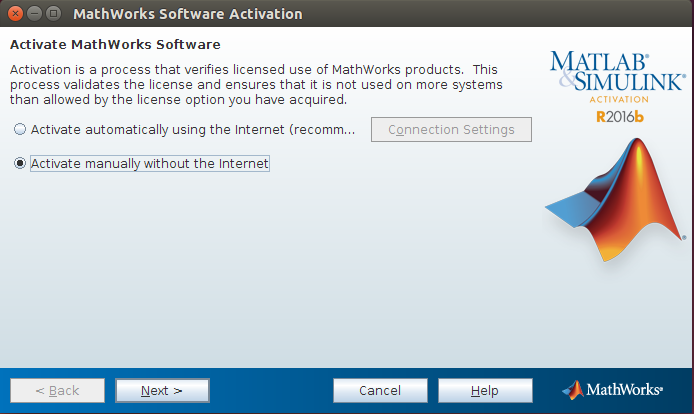 MathWorks Software Activation
Activate MathWorks Software
Activation is a process that verifies licensed use of MathWorks products. This
process validates the license and ensures that it is not used on more systems
than allowed by the license option you have acquired.
Activate automatically using the Internet (recomm...
Connection Settings
Activate manually without the Internet
MATLAB®
&SIMULINK®
ACTIVATION
R2016b
< Back
Next >
Cancel
Help
MathWorks®